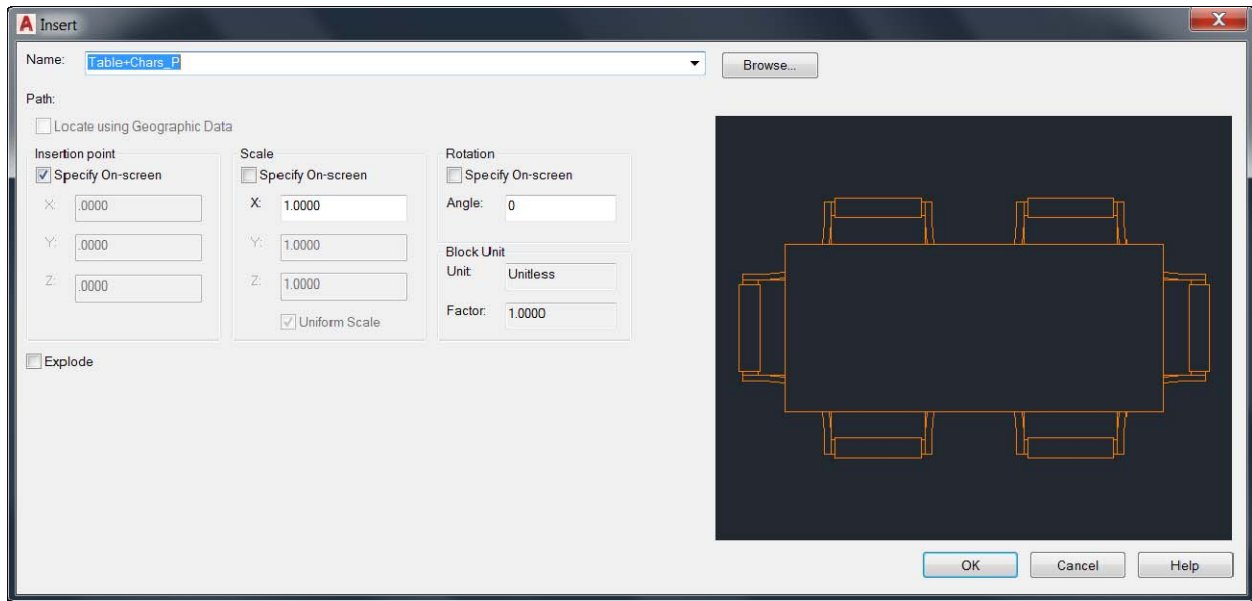 A Insert
X
Name: Table+Chars_P Browse...
Path:
Locate using Geographic Data
Insertion point
Specify On-screen
X: .0000
Y: .0000
Z: .0000
Scale
Specify On-screen
X: 1.0000
Y: 1.0000
Z: 1.0000
Uniform Scale
Rotation
Specify On-screen
Angle: 0
Block Unit
Unit: Unitless
Factor: 1.0000
Explode
OK Cancel Help